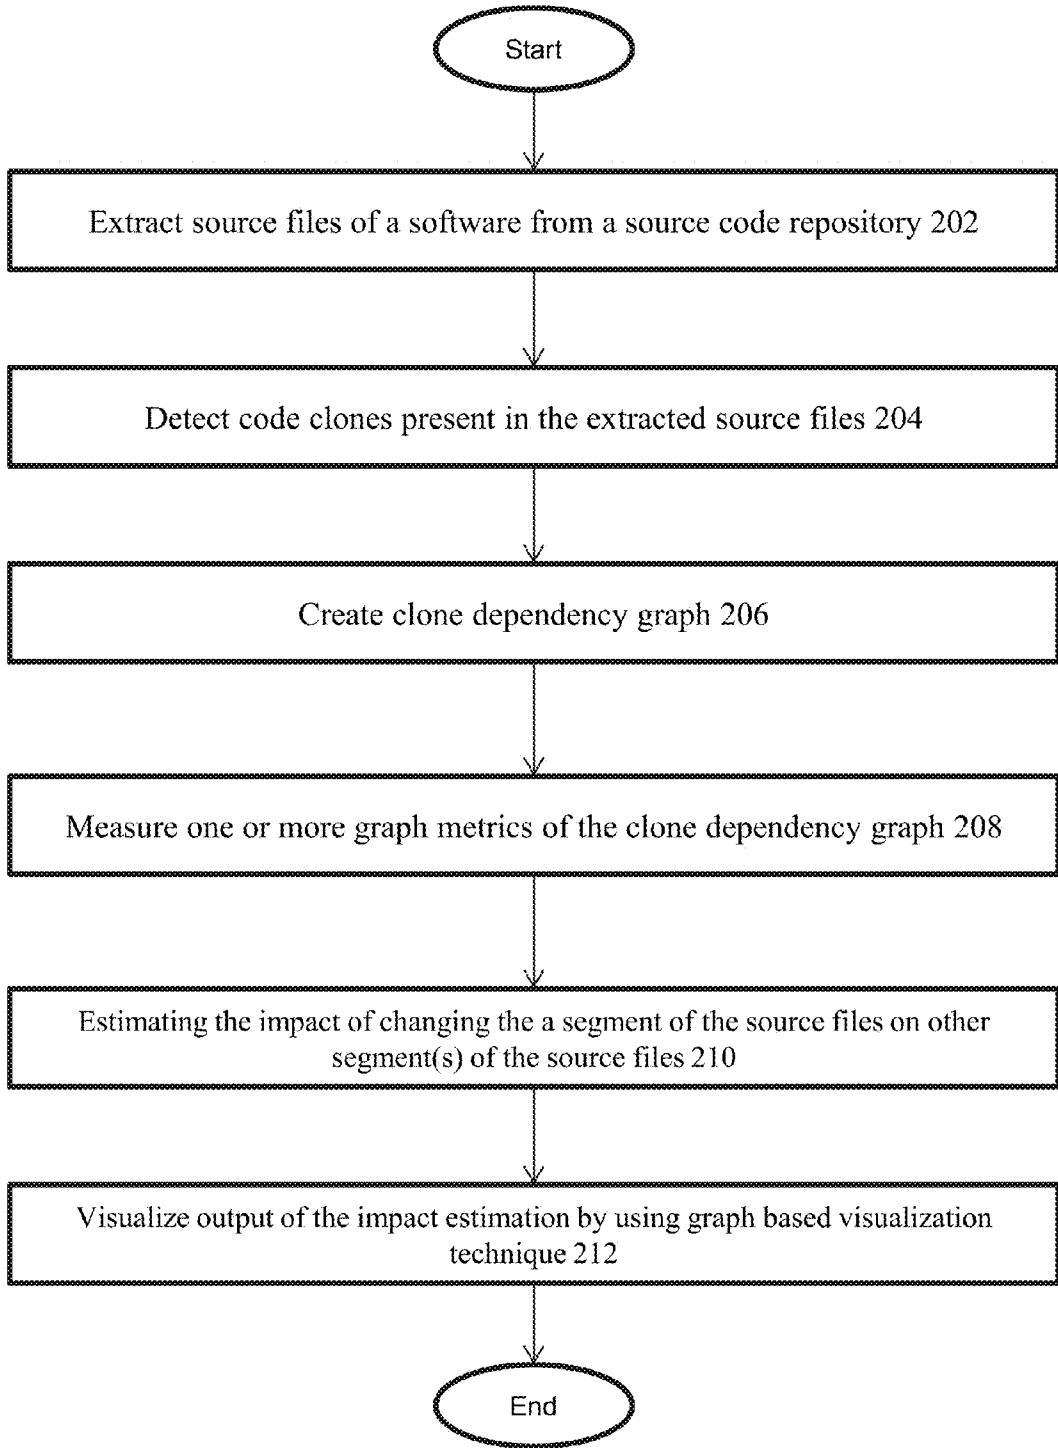 Start
Extract source files of a software from a source code repository 202
Detect code clones present in the extracted source files 204
Create clone dependency graph 206
Measure one or more graph metrics of the clone dependency graph 208
Estimating the impact of changing the a segment of the source files on other
segment(s) of the source files 210
Visualize output of the impact estimation by using graph based visualization
technique 212
End